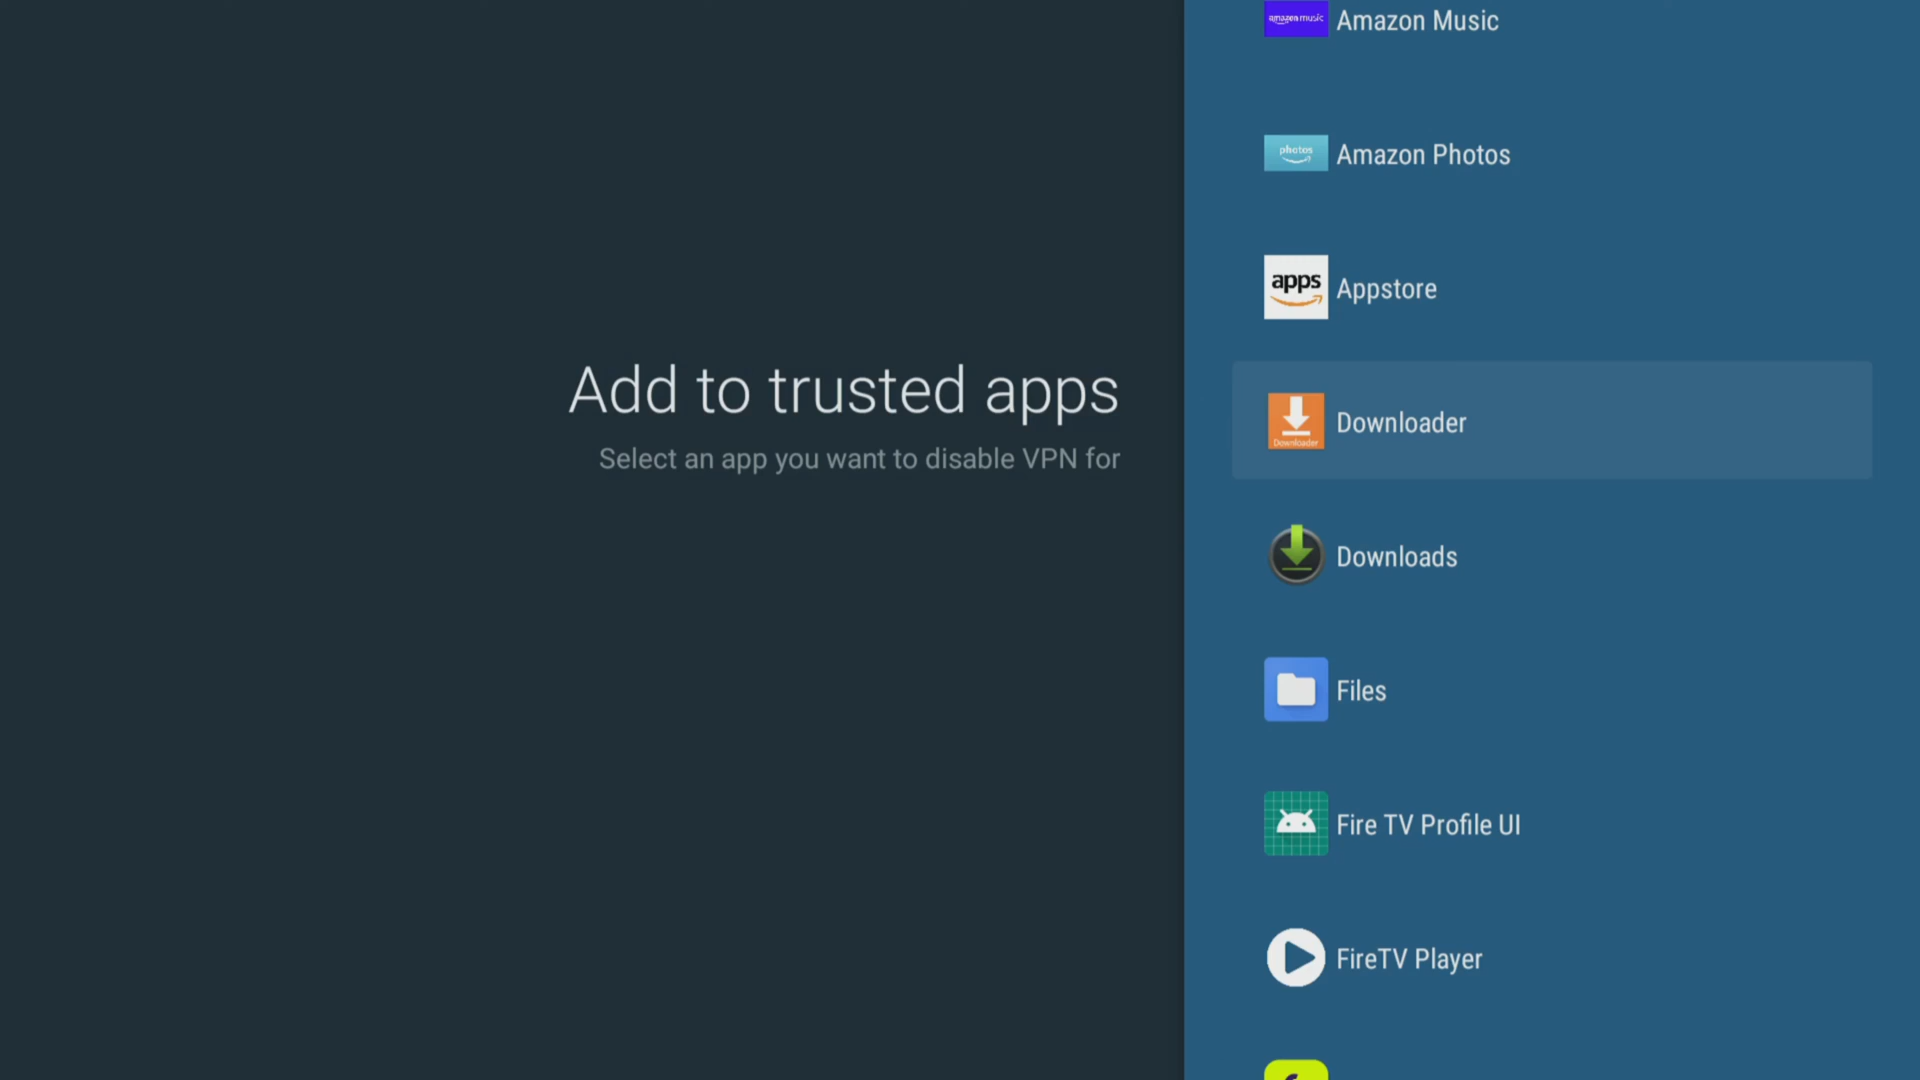 amazon music
Amazon Music
photos
Amazon Photos
apps
Appstore
Add to trusted apps
Select an app you want to disable VPN for
Downloader
Downloader
Downloads
Files
Fire TV Profile UI
FireTV Player